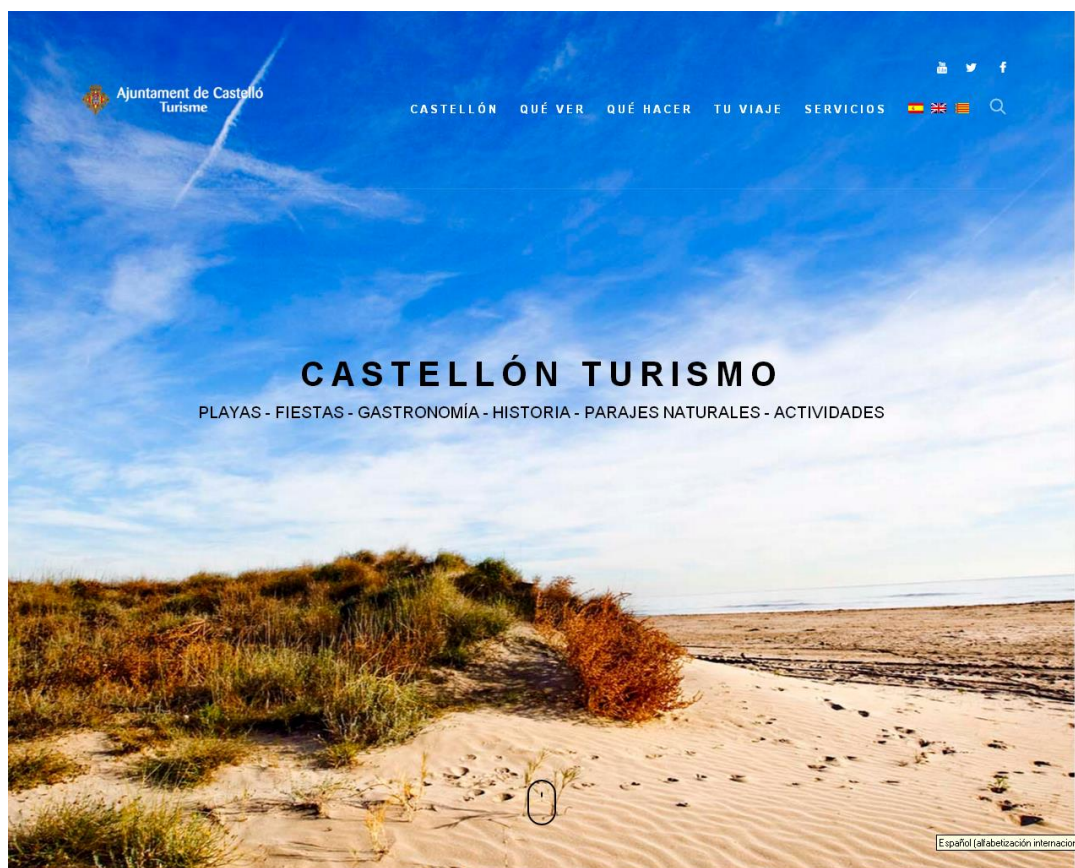 Ajuntament de Castelló
Turisme
CASTELLÓN QUÉ VER QUÉ HACER TU VIAJE SERVICIOS
CASTELLÓN TURISMO
PLAYAS - FIESTAS - GASTRONOMÍA - HISTORIA - PARAJES NATURALES - ACTIVIDADES
Español (alfabetización internacion